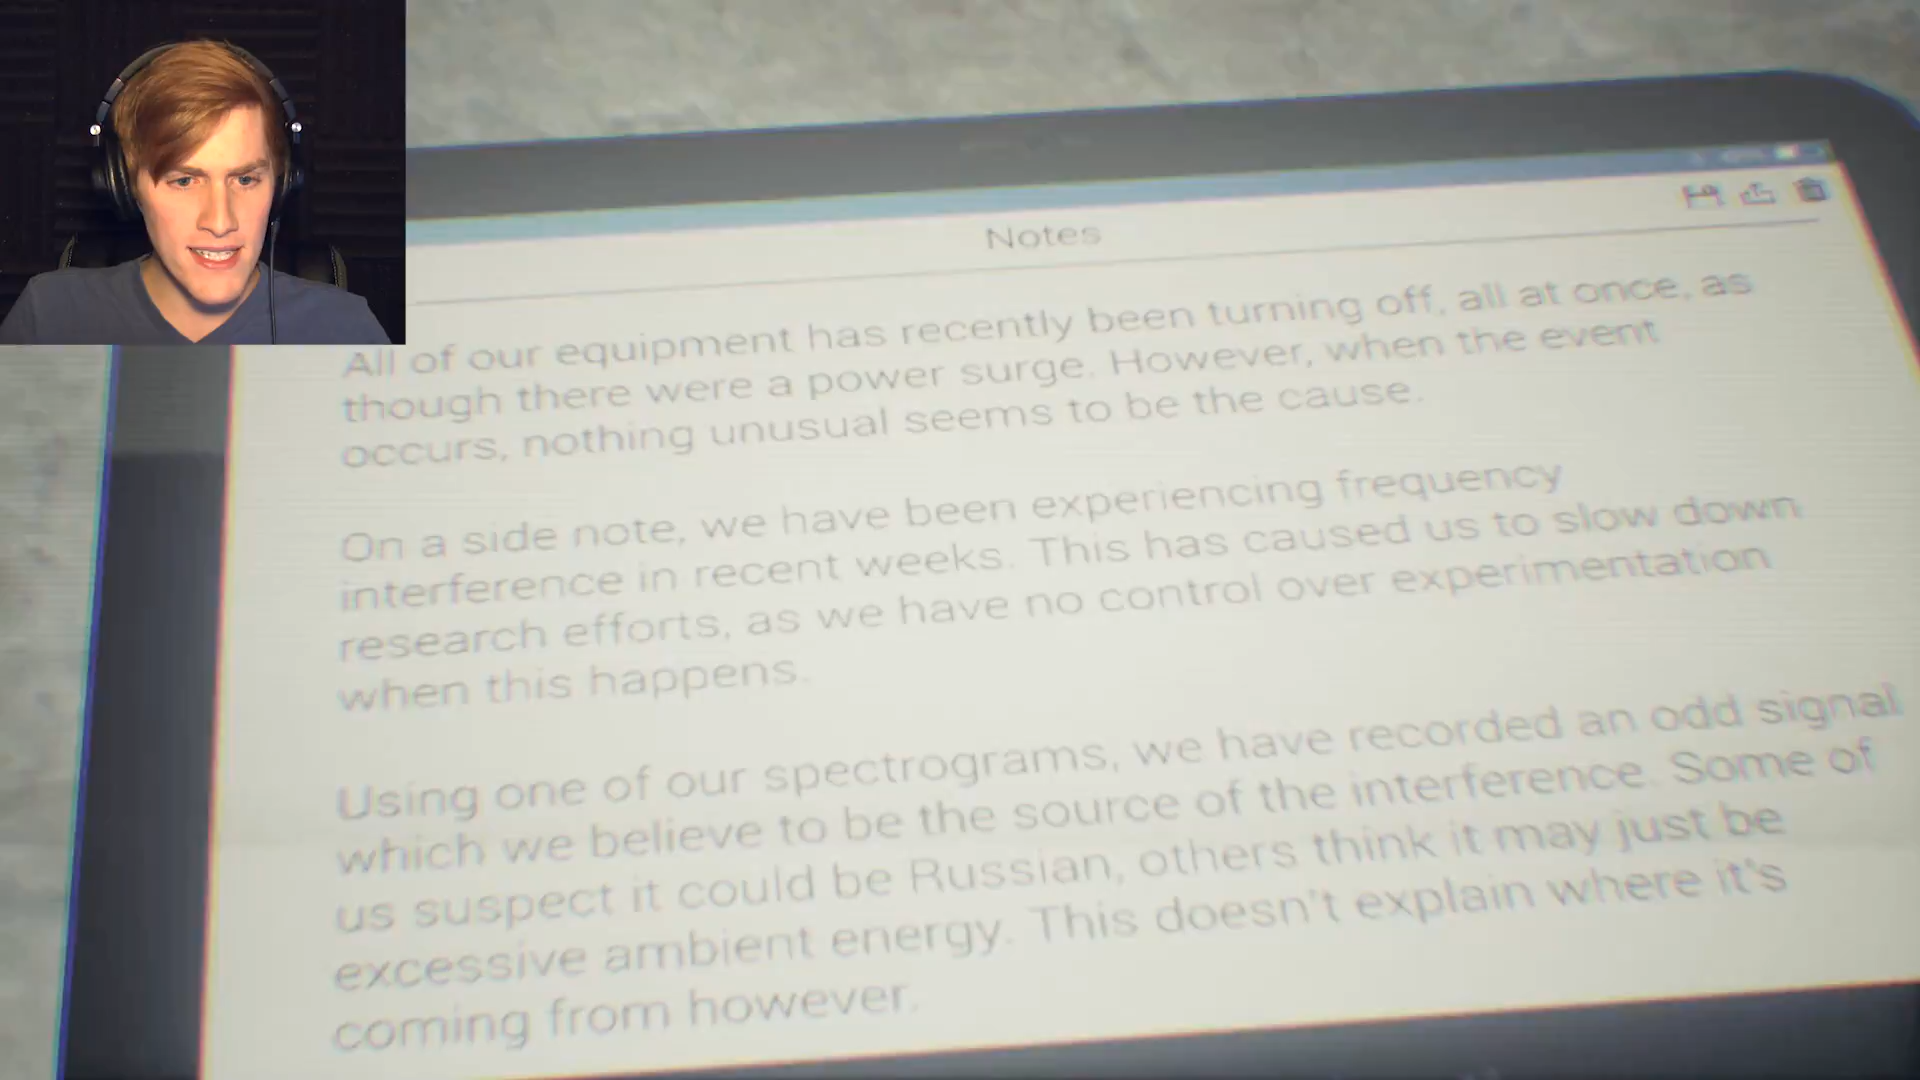 Notes
All of our equipment has recently been turning off, all at once, as
though there were a power surge. However, when the event
occurs, nothing unusual seems to be the cause.
On a side note, we have been experiencing frequency
interference in recent weeks. This has caused us to slow down
research efforts, as we have no control over experimentation
when this happens.
Using one of our spectrograms, we have recorded an odd signal
which we believe to be the source of the interference. Some of
us suspect it could be Russian, others think it may just be
excessive ambient energy. This doesn't explain where it's
coming from however.